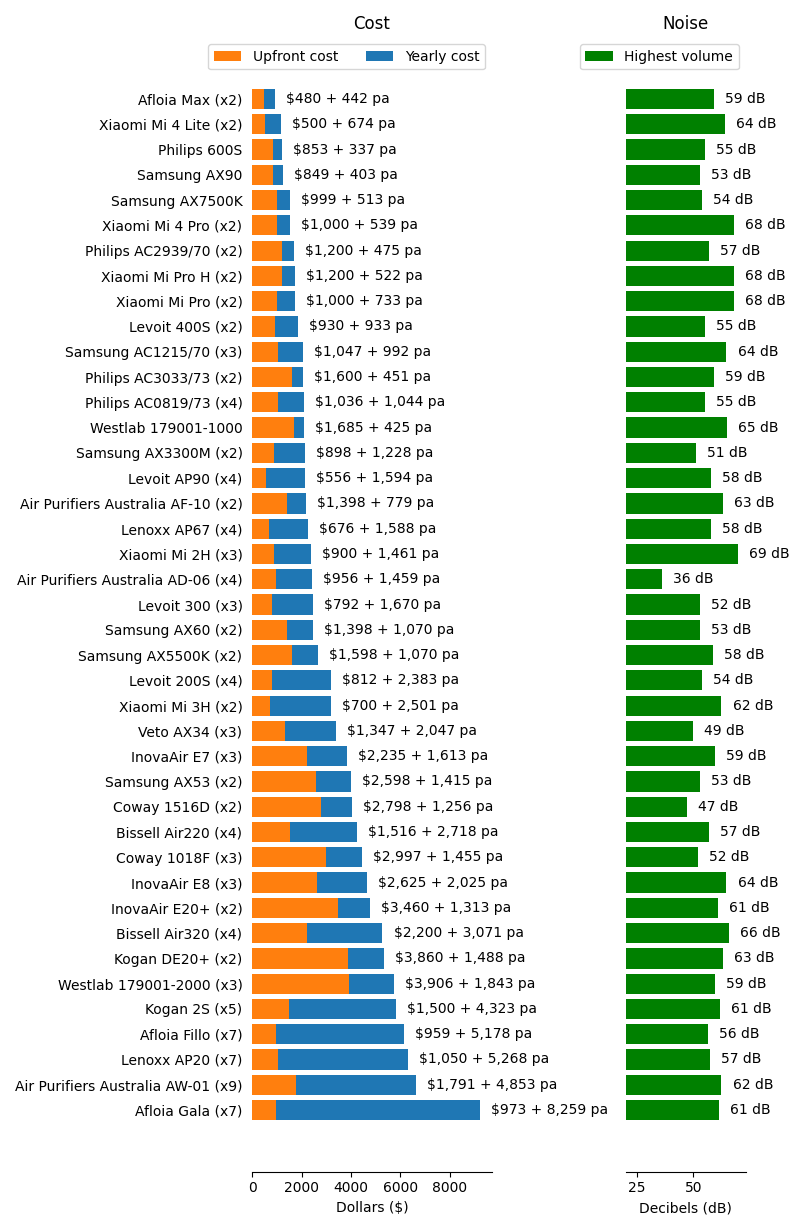 Cost Noise
Upfront cost Yearly cost Highest volume
Afloia Max (x2) $480 + 442 pa 59 dB
Xiaomi Mi 4 Lite (x2) $500 + 674 pa 64 dB
Philips 600S $853 + 337 pa 55 dB
Samsung AX90 $849 + 403 pa 53 dB
Samsung AX7500K $999 + 513 pa 54 dB
Xiaomi Mi 4 Pro (x2) $1,000 + 539 pa 68 dB
Philips AC2939/70 (x2) $1,200 + 475 pa 57 dB
Xiaomi Mi Pro H (x2) $1,200 + 522 pa 68 dB
Xiaomi Mi Pro (x2) $1,000 + 733 pa 68 dB
Levoit 400S (x2) $930 + 933 pa 55 dB
Samsung AC1215/70 (x3) $1,047 + 992 pa 64 dB
Philips AC3033/73 (x2) $1,600 + 451 pa 59 dB
Philips AC0819/73 (x4) $1,036 + 1,044 pa 55 dB
Westlab 179001-1000 $1,685 + 425 pa 65 dB
Samsung AX3300M (x2) $898 + 1,228 pa 51 dB
Levoit AP90 (x4) $556 + 1,594 pa 58 dB
Air Purifiers Australia AF-10 (x2) $1,398 + 779 pa 63 dB
Lenoxx AP67 (x4) $676 + 1,588 pa 58 dB
Xiaomi Mi 2H (x3) $900 + 1,461 pa 69 dB
Air Purifiers Australia AD-06 (x4) $956 + 1,459 pa 36 dB
Levoit 300 (x3) $792 + 1,670 pa 52 dB
Samsung AX60 (x2) $1,398 + 1,070 pa 53 dB
Samsung AX5500K (x2) $1,598 + 1,070 pa 58 dB
Levoit 200S (x4) $812 + 2,383 pa 54 dB
Xiaomi Mi 3H (x2) $700 + 2,501 pa 62 dB
Veto AX34 (x3) $1,347 + 2,047 pa 49 dB
InovaAir E7 (x3) $2,235 + 1,613 pa 59 dB
Samsung AX53 (x2) $2,598 + 1,415 pa 53 dB
Coway 1516D (x2) $2,798 + 1,256 pa 47 dB
Bissell Air220 (x4) $1,516 + 2,718 pa 57 dB
Coway 1018F (x3) $2,997 + 1,455 pa 52 dB
InovaAir E8 (x3) $2,625 + 2,025 pa 64 dB
InovaAir E20+ (x2) $3,460 + 1,313 pa 61 dB
Bissell Air320 (x4) $2,200 + 3,071 pa 66 dB
Kogan DE20+ (x2) $3,860 + 1,488 pa 63 dB
Westlab 179001-2000 (x3) $3,906 + 1,843 pa 59 dB
Kogan 2S (x5) $1,500 + 4,323 pa 61 dB
Afloia Fillo (x7) $959 + 5,178 pa 56 dB
Lenoxx AP20 (x7) $1,050 + 5,268 pa 57 dB
Air Purifiers Australia AW-01 (x9) $1,791 + 4,853 pa 62 dB
Afloia Gala (x7) $973 + 8,259 pa 61 dB
0 2000 4000 6000 8000 25 50
Dollars ($) Decibels (dB)